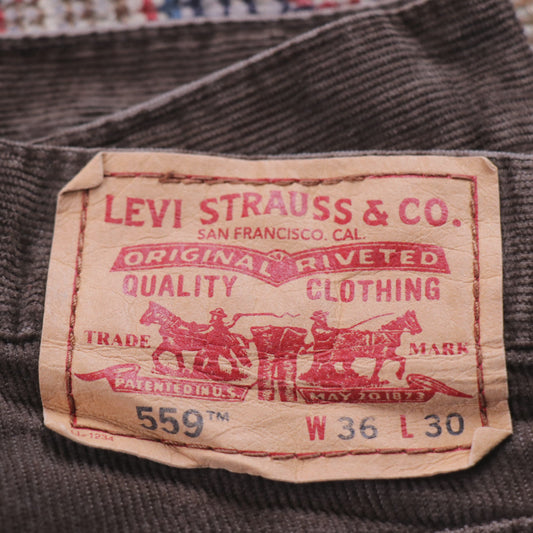 LEVI STRAUSS & CO.
SAN FRANCISCO. CAL.
ORIGINAL RIVETED
QUALITY CLOTHING
TRADE MARK
PATENTED IN U.S. MAY 20 1873
559™ W 36 L 30